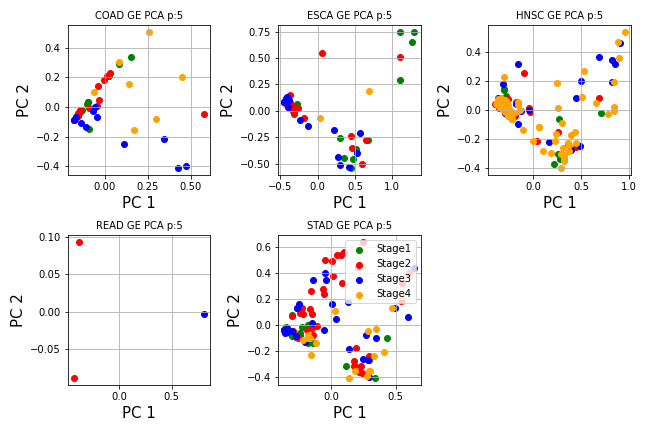 COAD GE PCA p:5
ESCA GE PCA p:5
HNSC GE PCA p:5
PC 2
0.4
0.2
0.0
−0.2
−0.4
0.00
0.25
0.50
PC 1
PC 2
0.75
0.50
0.25
0.00
−0.25
−0.50
−0.5
0.0
0.5
1.0
PC 1
PC 2
0.4
0.2
0.0
−0.2
−0.4
0.0
0.5
1.0
PC 1
READ GE PCA p:5
STAD GE PCA p:5
PC 2
0.10
0.05
0.00
−0.05
0.0
0.5
PC 1
PC 2
0.6
0.4
0.2
0.0
−0.2
−0.4
0.0
0.5
PC 1
Stage1
Stage2
Stage3
Stage4